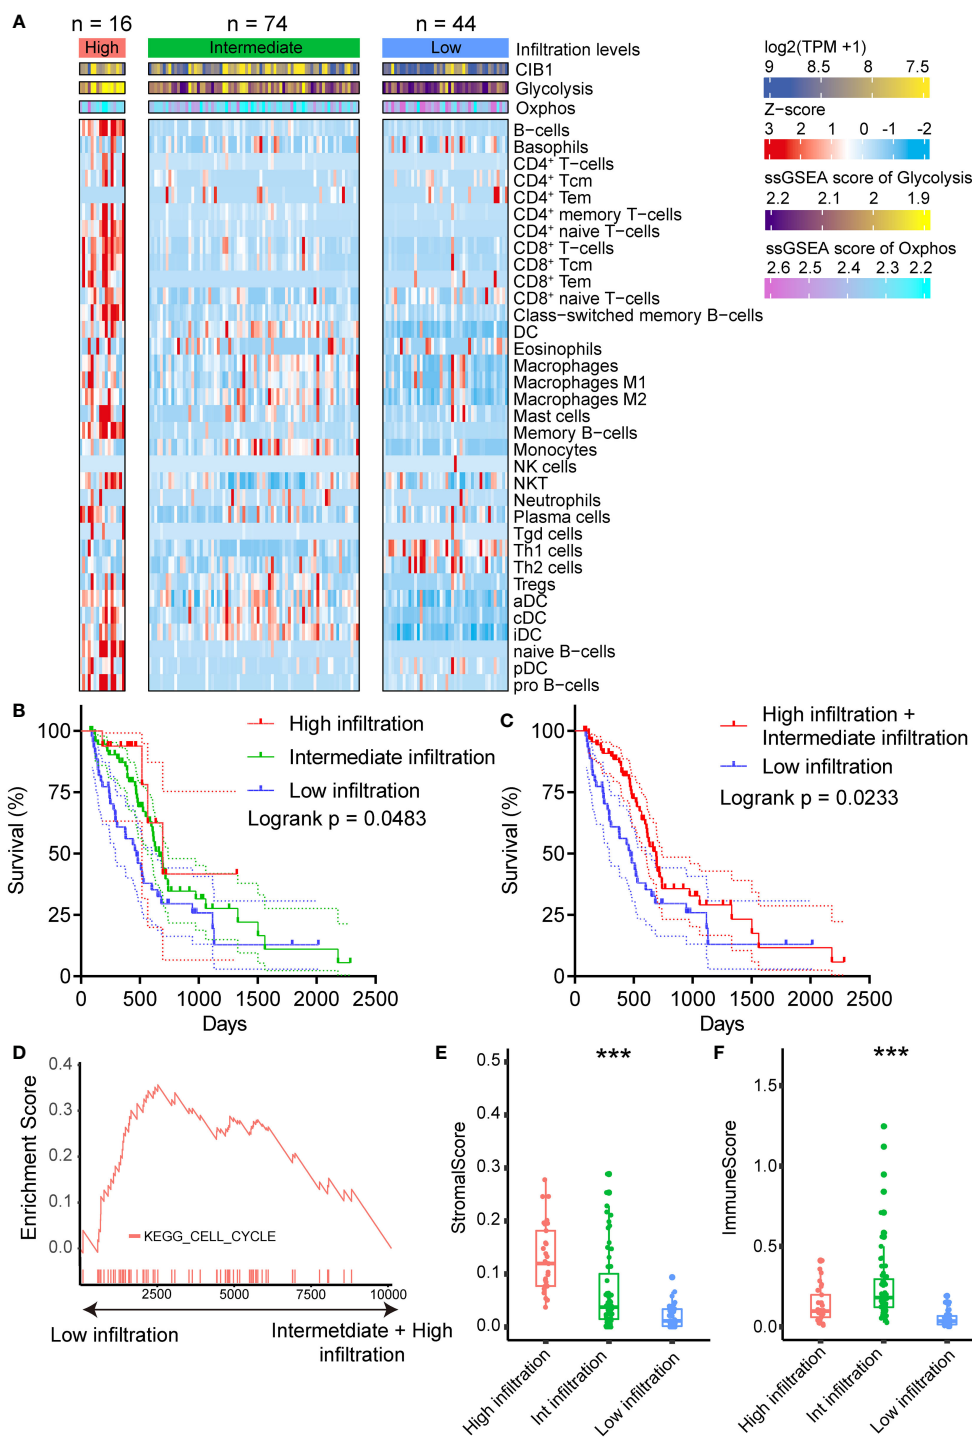 A
n = 16
n = 74
n = 44
High
Intermediate
Low
Infiltration levels
CIB1
Glycolysis
Oxphos
B−cells
Basophils
CD4+ T−cells
CD4+ Tcm
CD4+ Tem
CD4+ memory T−cells
CD4+ naive T−cells
CD8+ T−cells
CD8+ Tcm
CD8+ Tem
CD8+ naive T−cells
Class−switched memory B−cells
DC
Eosinophils
Macrophages
Macrophages M1
Macrophages M2
Mast cells
Memory B−cells
Monocytes
NK cells
NKT
Neutrophils
Plasma cells
Tgd cells
Th1 cells
Th2 cells
Tregs
aDC
cDC
iDC
naive B−cells
pDC
pro B−cells
log2(TPM +1)
9 8.5 8 7.5
Z−score
3 2 1 0 -1 -2
ssGSEA score of Glycolysis
2.2 2.1 2 1.9
ssGSEA score of Oxphos
2.6 2.5 2.4 2.3 2.2
B
High infiltration
Intermediate infiltration
Low infiltration
Logrank p = 0.0483
Survival (%)
100
75
50
25
0
0 500 1000 1500 2000 2500
Days
C
High infiltration +
Intermediate infiltration
Low infiltration
Logrank p = 0.0233
Survival (%)
100
75
50
25
0
0 500 1000 1500 2000 2500
Days
D
Enrichment Score
0.4
0.3
0.2
0.1
0.0
KEGG_CELL_CYCLE
2500 5000 7500 10000
Low infiltration
Intermetdiate + High
infiltration
E
***
StromalScore
0.5
0.4
0.3
0.2
0.1
0.0
High infiltration
Int infiltration
Low infiltration
F
***
ImmuneScore
1.5
1.0
0.5
0.0
High infiltration
Int infiltration
Low infiltration